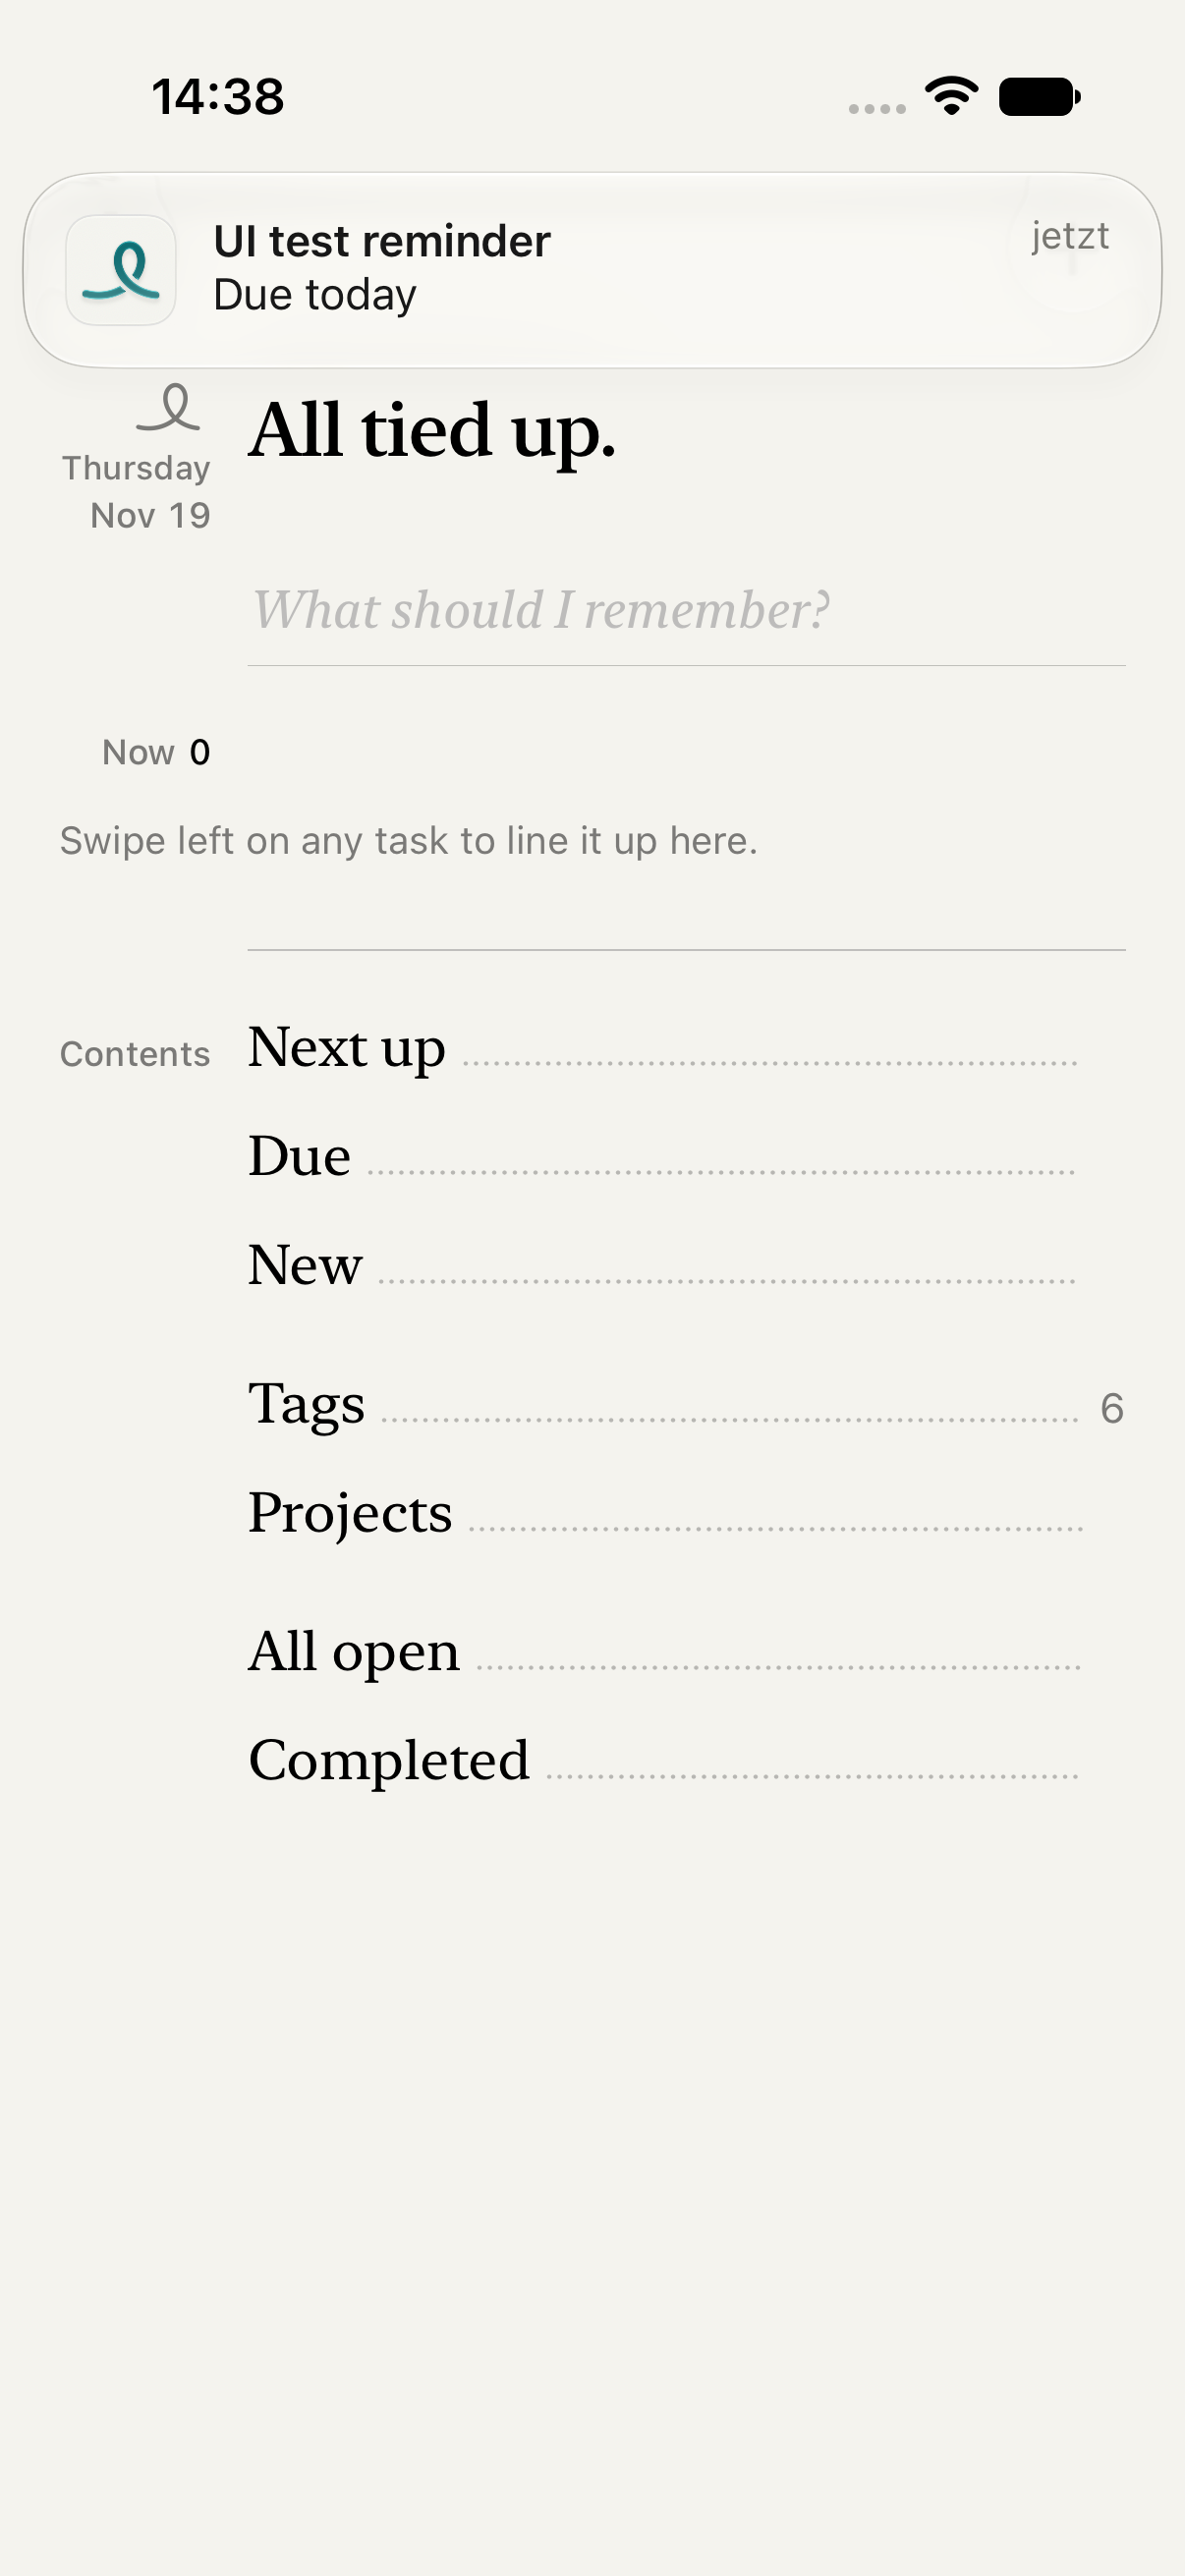 14:38
UI test reminder
jetzt
Due today
All tied up.
Thursday
Nov 19
What should I remember?
Now 0
Swipe left on any task to line it up here.
Contents
Next up
Due
New
Tags 6
Projects
All open
Completed